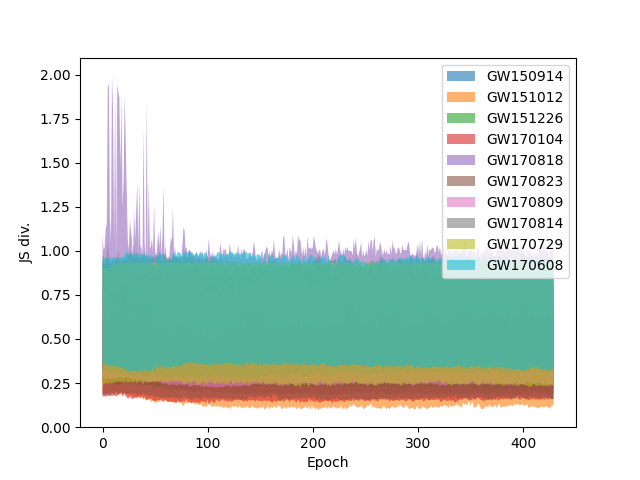 2.00
1.75
1.50
1.25
1.00
0.75
0.50
0.25
0.00
JS div.
0 100 200 300 400
Epoch
GW150914
GW151012
GW151226
GW170104
GW170818
GW170823
GW170809
GW170814
GW170729
GW170608